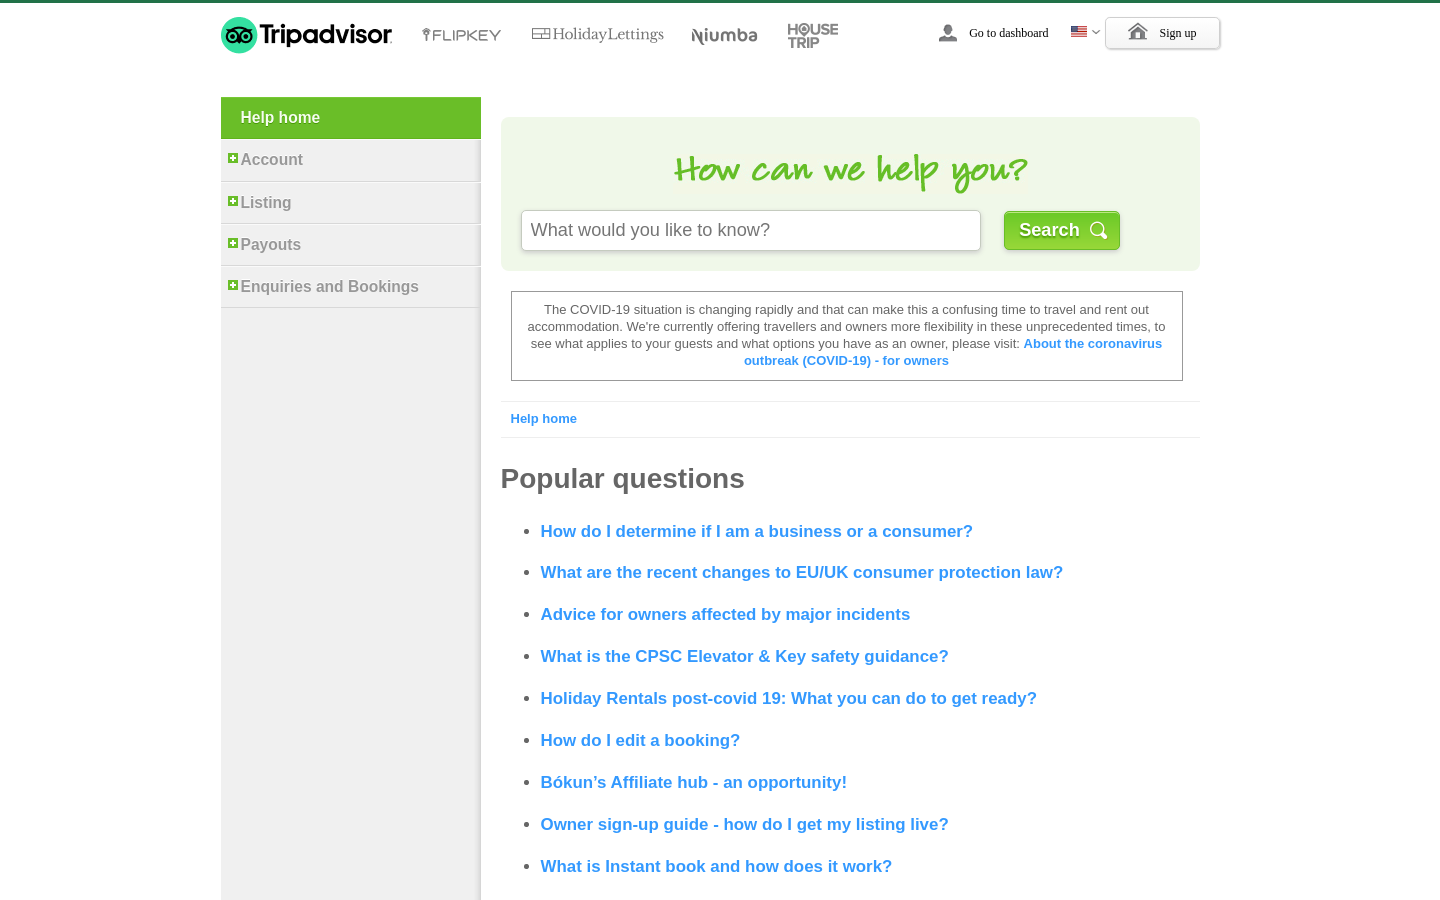 Tripadvisor
FLIPKEY
HolidayLettings
Niumba
HOUSE TRIP
Go to dashboard
Sign up
Help home
Account
Listing
Payouts
Enquiries and Bookings
How can we help you?
What would you like to know?
Search
The COVID-19 situation is changing rapidly and that can make this a confusing time to travel and rent out
accommodation. We're currently offering travellers and owners more flexibility in these unprecedented times, to
see what applies to your guests and what options you have as an owner, please visit: About the coronavirus
outbreak (COVID-19) - for owners
Help home
Popular questions
How do I determine if I am a business or a consumer?
What are the recent changes to EU/UK consumer protection law?
Advice for owners affected by major incidents
What is the CPSC Elevator & Key safety guidance?
Holiday Rentals post-covid 19: What you can do to get ready?
How do I edit a booking?
Bókun’s Affiliate hub - an opportunity!
Owner sign-up guide - how do I get my listing live?
What is Instant book and how does it work?